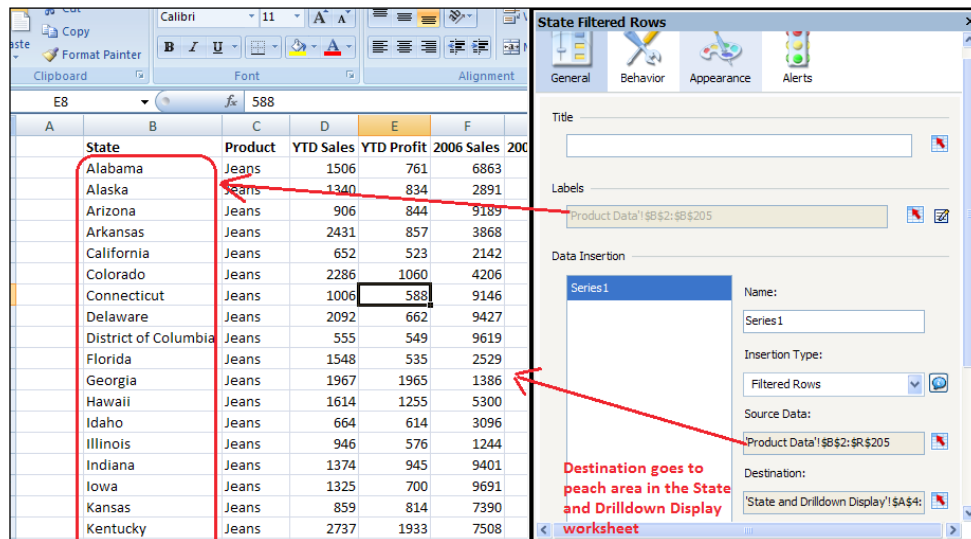 Cut
Copy
Format Painter
Clipboard
Calibri
11
A A
B I U
A
Font
Alignment
E8
fx 588
A B C D E F
State Product YTD Sales YTD Profit 2006 Sales
Alabama Jeans 1506 761 6863
Alaska Jeans 1340 834 2891
Arizona Jeans 906 844 9189
Arkansas Jeans 2431 857 3868
California Jeans 652 523 2142
Colorado Jeans 2286 1060 4206
Connecticut Jeans 1006 588 9146
Delaware Jeans 2092 662 9427
District of Columbia Jeans 555 549 9619
Florida Jeans 1548 535 2529
Georgia Jeans 1967 1965 1386
Hawaii Jeans 1614 1255 5300
Idaho Jeans 664 614 3096
Illinois Jeans 946 576 1244
Indiana Jeans 1374 945 9401
Iowa Jeans 1325 700 9691
Kansas Jeans 859 814 7390
Kentucky Jeans 2737 1933 7508
State Filtered Rows
General Behavior Appearance Alerts
Title
Labels
'Product Data'!$B$2:$B$205
Data Insertion
Series1
Name:
Series1
Insertion Type:
Filtered Rows
Source Data:
'Product Data'!$B$2:$R$205
Destination:
'State and Drilldown Display'!$A$4:
Destination goes to
peach area in the State
and Drilldown Display
worksheet